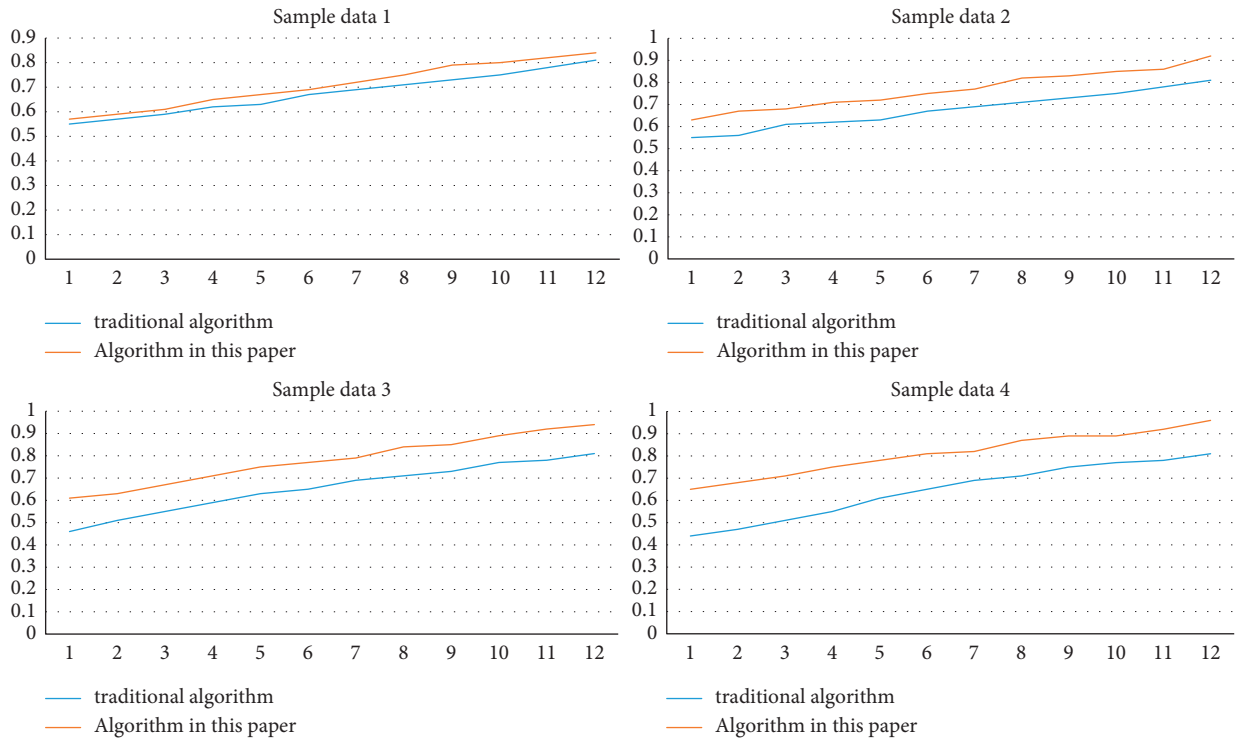 Sample data 1
0.9
0.8
0.7
0.6
0.5
0.4
0.3
0.2
0.1
0
1 2 3 4 5 6 7 8 9 10 11 12
traditional algorithm
Algorithm in this paper
Sample data 2
1
0.9
0.8
0.7
0.6
0.5
0.4
0.3
0.2
0.1
0
1 2 3 4 5 6 7 8 9 10 11 12
traditional algorithm
Algorithm in this paper
Sample data 3
1
0.9
0.8
0.7
0.6
0.5
0.4
0.3
0.2
0.1
0
1 2 3 4 5 6 7 8 9 10 11 12
traditional algorithm
Algorithm in this paper
Sample data 4
1
0.9
0.8
0.7
0.6
0.5
0.4
0.3
0.2
0.1
0
1 2 3 4 5 6 7 8 9 10 11 12
traditional algorithm
Algorithm in this paper